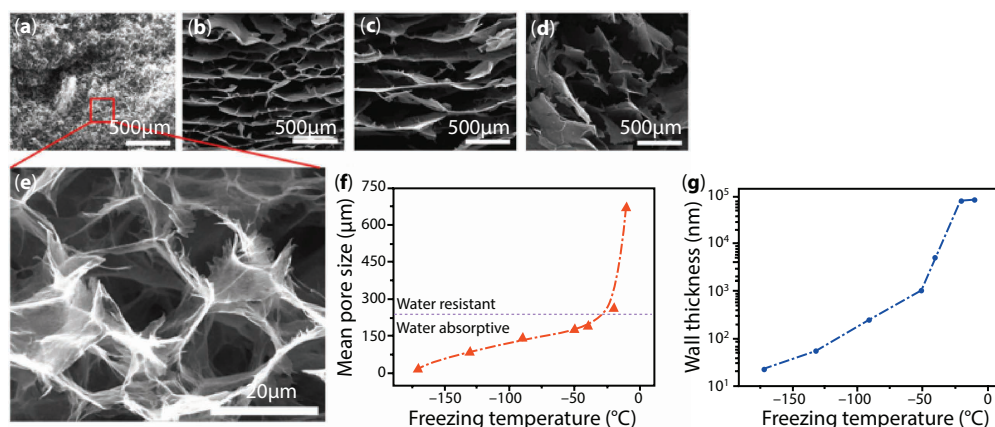 (a)
500μm
(b)
500μm
(c)
500μm
(d)
500μm
(e)
20μm
(f)
Mean pore size (μm)
750
600
450
300
150
0
Water resistant
Water absorptive
−150
−100
−50
0
Freezing temperature (°C)
(g)
Wall thickness (nm)
10⁵
10⁴
10³
10²
10¹
−150
−100
−50
0
Freezing temperature (°C)